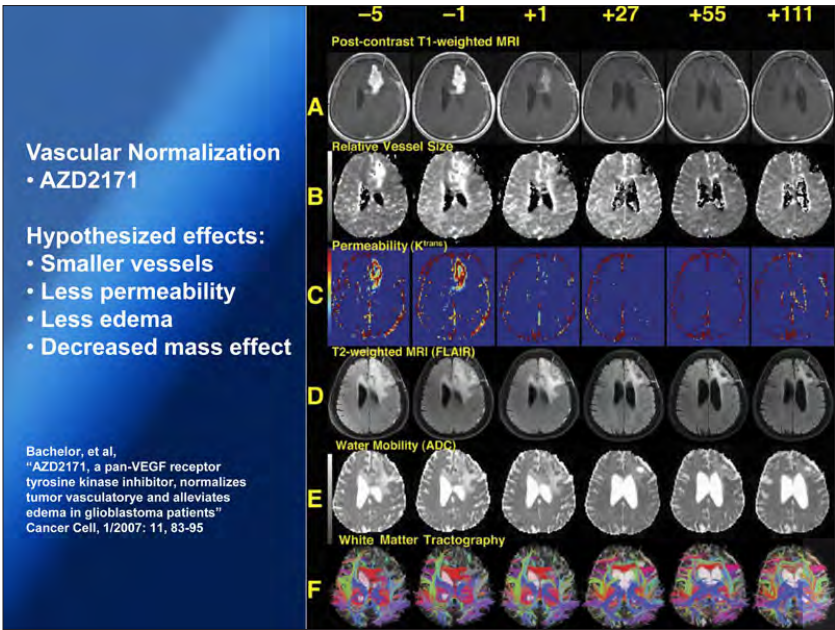 Vascular Normalization
• AZD2171
Hypothesized effects:
• Smaller vessels
• Less permeability
• Less edema
• Decreased mass effect
Bachelor, et al,
“AZD2171, a pan-VEGF receptor
tyrosine kinase inhibitor, normalizes
tumor vasculatorye and alleviates
edema in glioblastoma patients”
Cancer Cell, 1/2007: 11, 83-95
–5 –1 +1 +27 +55 +111
Post-contrast T1-weighted MRI
A
Relative Vessel Size
B
Permeability (Ktrans)
C
T2-weighted MRI (FLAIR)
D
Water Mobility (ADC)
E
White Matter Tractography
F